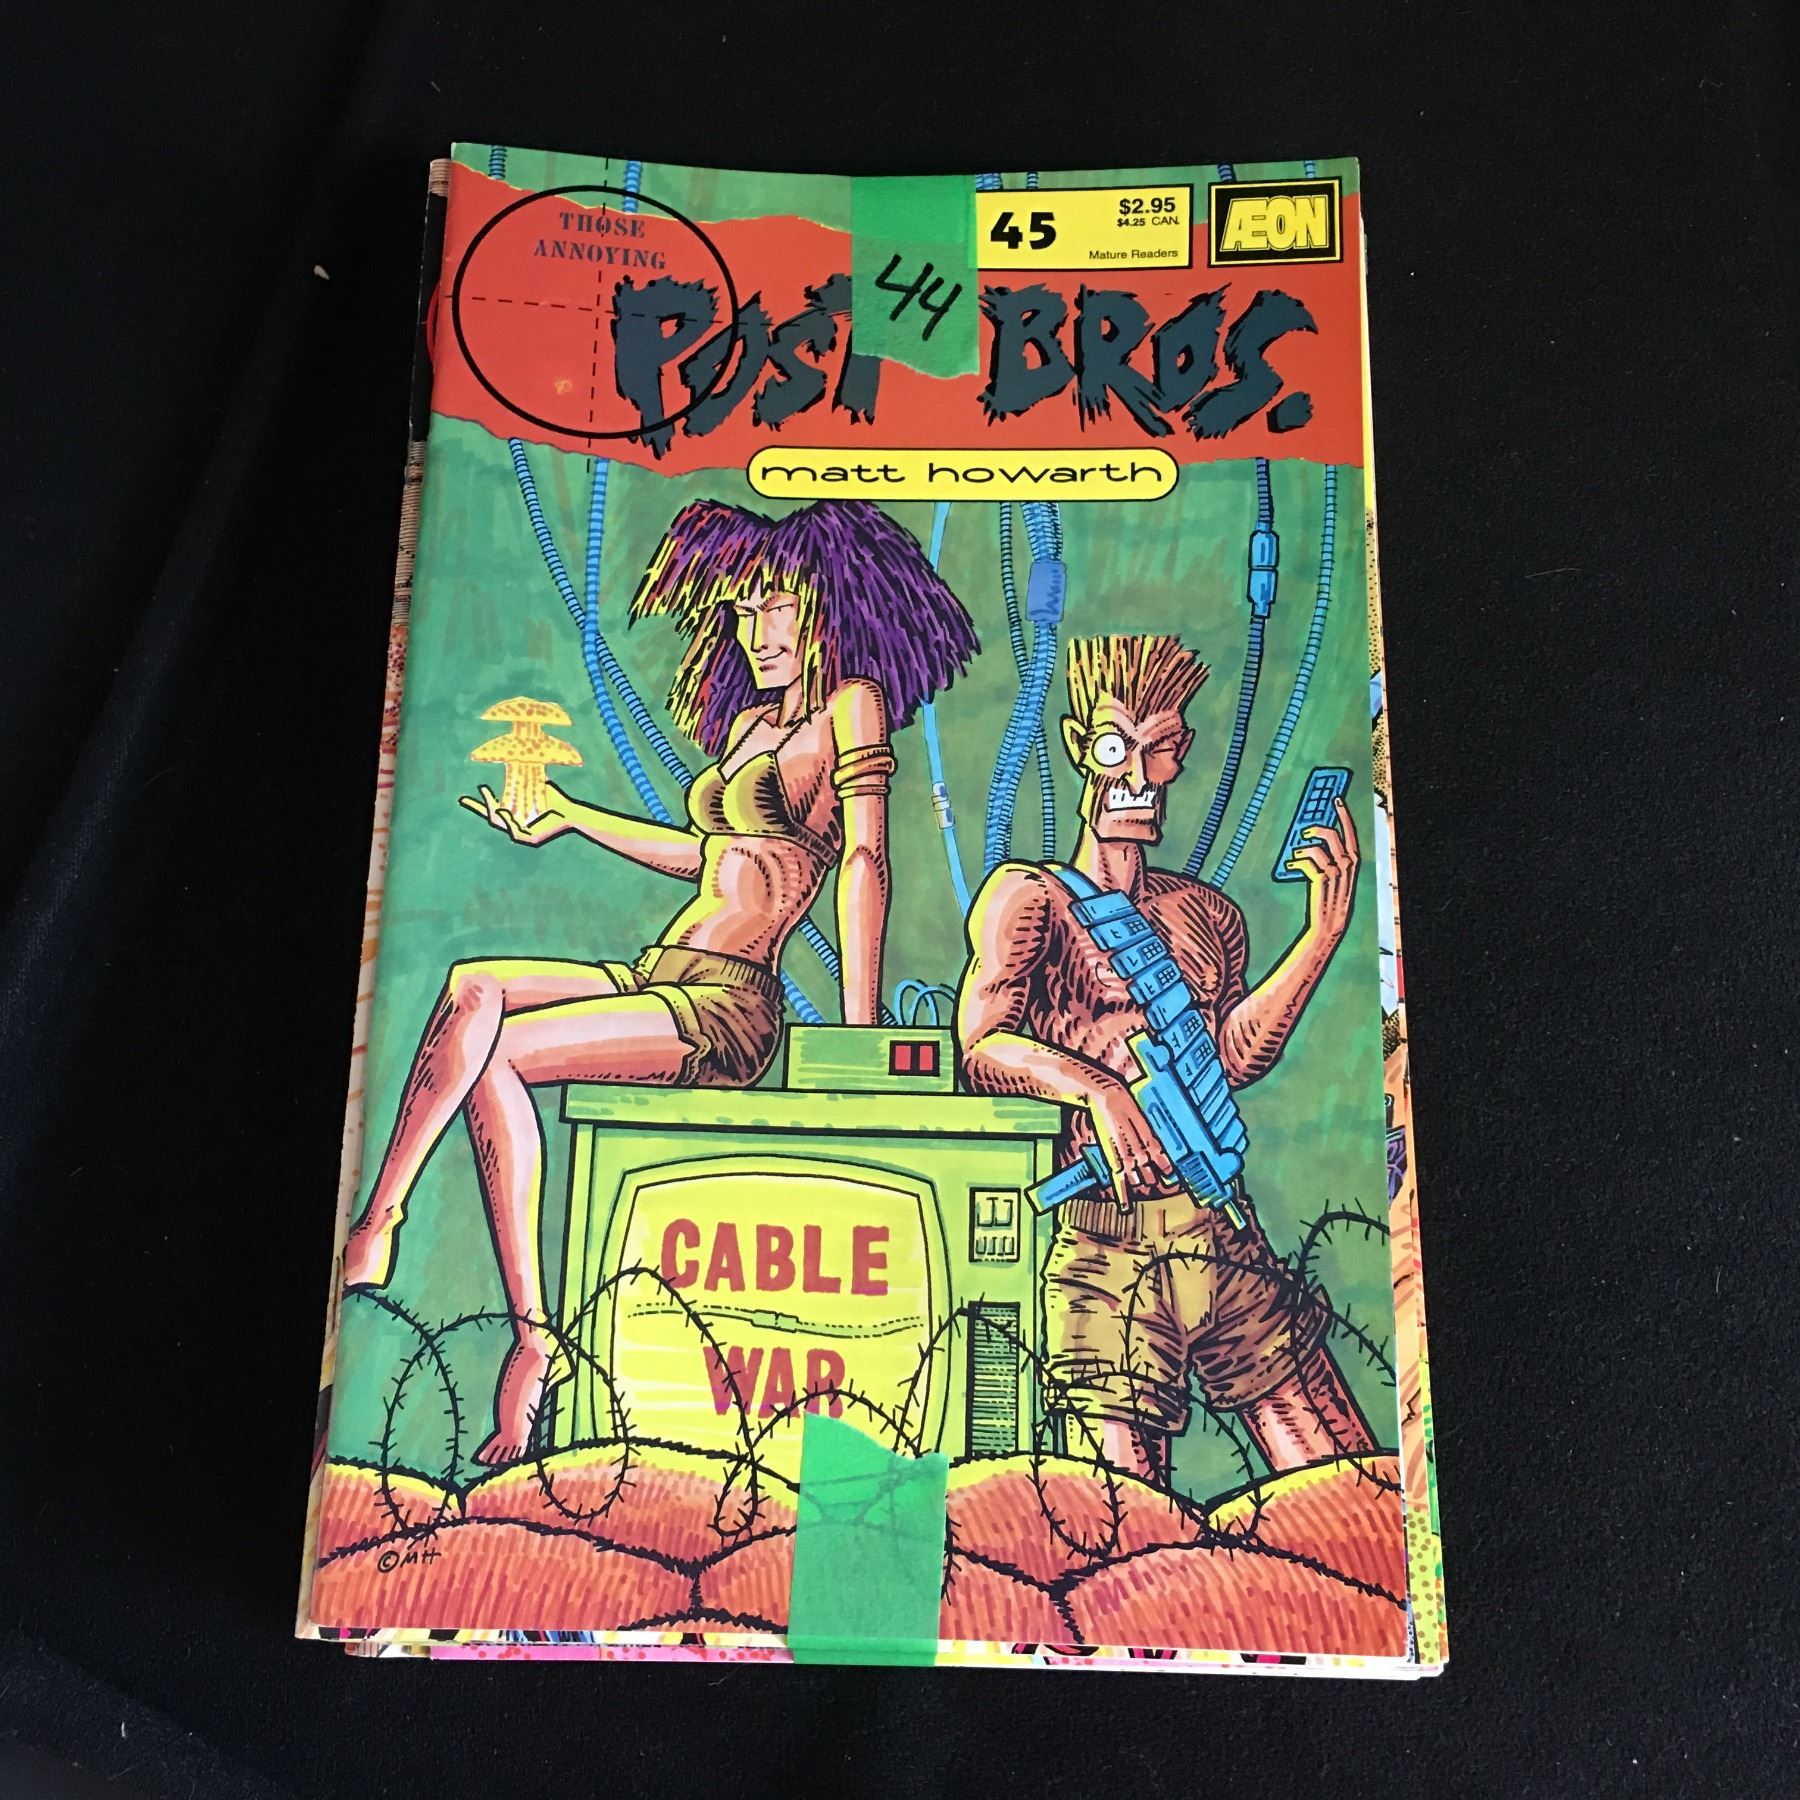 THOSE
ANNOYING
POST BROS.
44
45
$2.95
$4.25 CAN.
Mature Readers
ÆON
matt howarth
CABLE
WAR
©MH